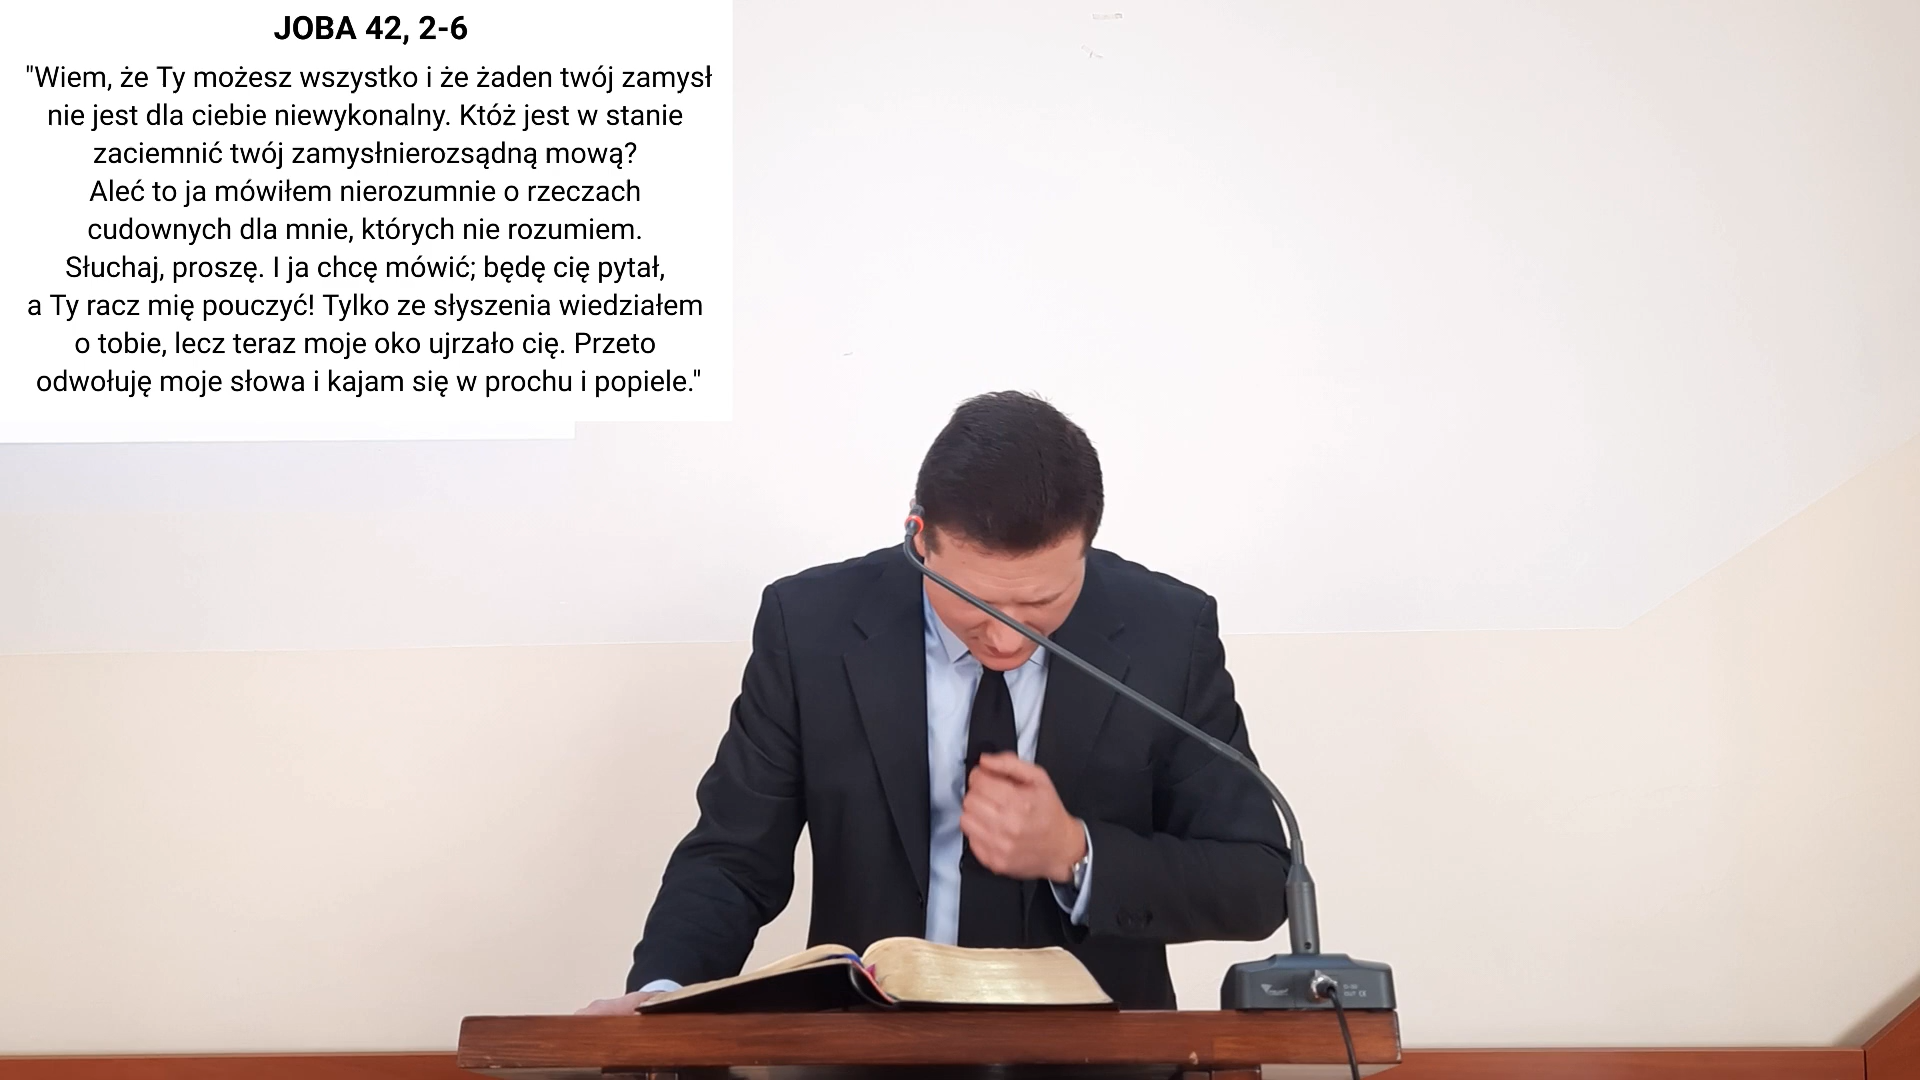 JOBA 42, 2-6
"Wiem, że Ty możesz wszystko i że żaden twój zamysł
nie jest dla ciebie niewykonalny. Któż jest w stanie
zaciemnić twój zamysłnierozsądną mową?
Aleć to ja mówiłem nierozumnie o rzeczach
cudownych dla mnie, których nie rozumiem.
Słuchaj, proszę. I ja chcę mówić; będę cię pytał,
a Ty racz mię pouczyć! Tylko ze słyszenia wiedziałem
o tobie, lecz teraz moje oko ujrzało cię. Przeto
odwołuję moje słowa i kajam się w prochu i popiele."